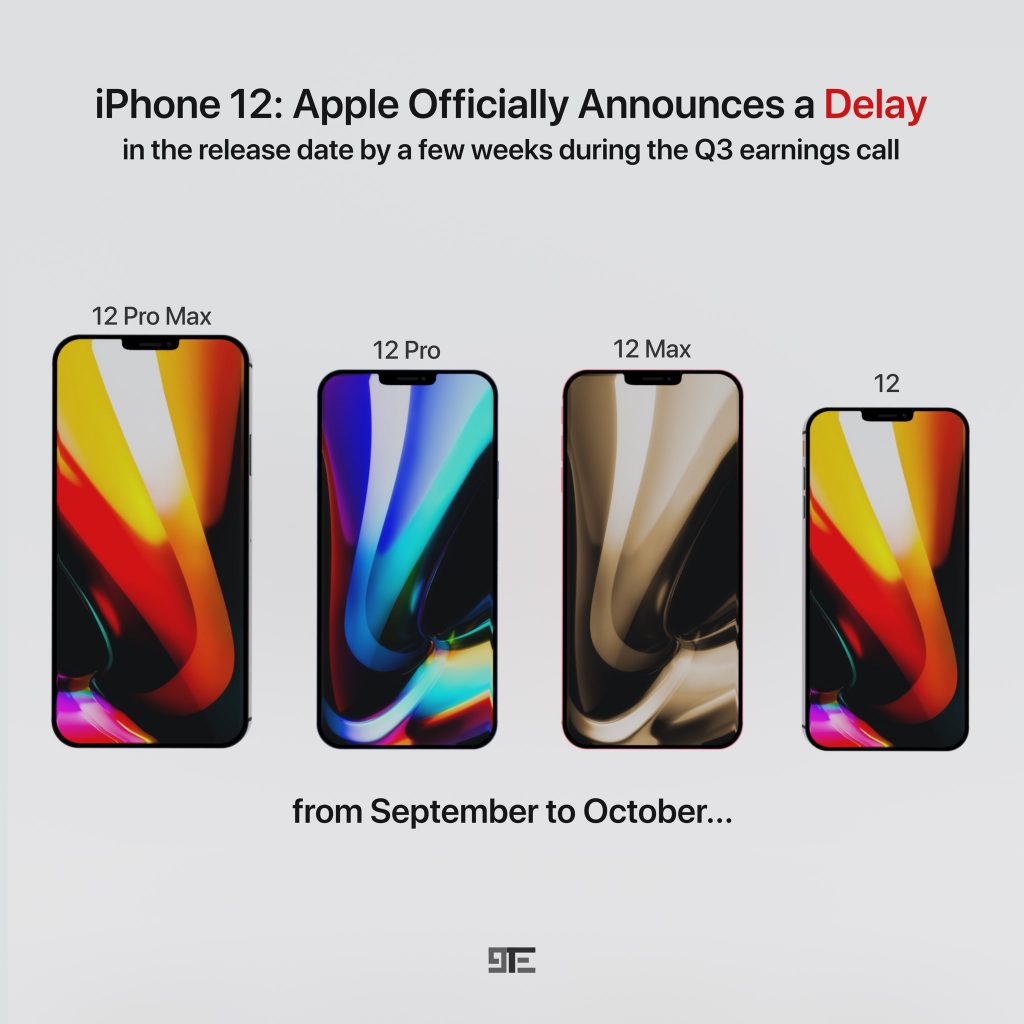 iPhone 12: Apple Officially Announces a Delay
in the release date by a few weeks during the Q3 earnings call
12 Pro Max
12 Pro
12 Max
12
from September to October...
9TE